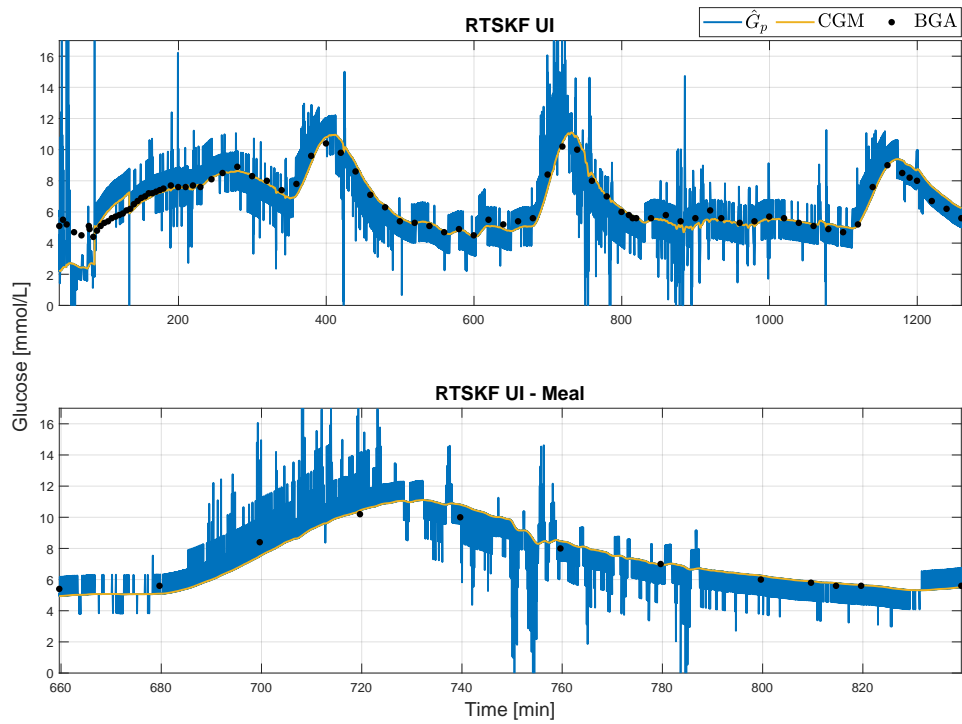 RTSKF UI
Ĝp CGM BGA
16
14
12
10
8
6
4
2
0
200 400 600 800 1000 1200
Glucose [mmol/L]
RTSKF UI - Meal
16
14
12
10
8
6
4
2
0
660 680 700 720 740 760 780 800 820
Time [min]